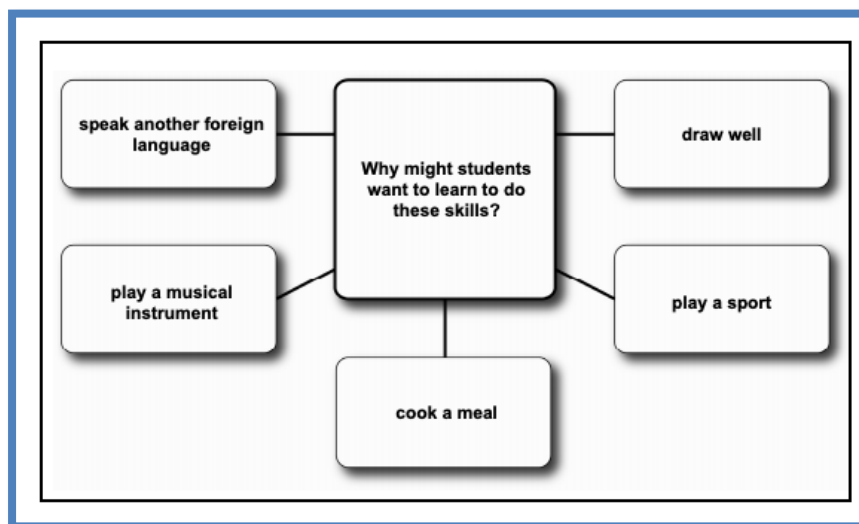 speak another foreign
language
Why might students
want to learn to do
these skills?
draw well
play a musical
instrument
play a sport
cook a meal